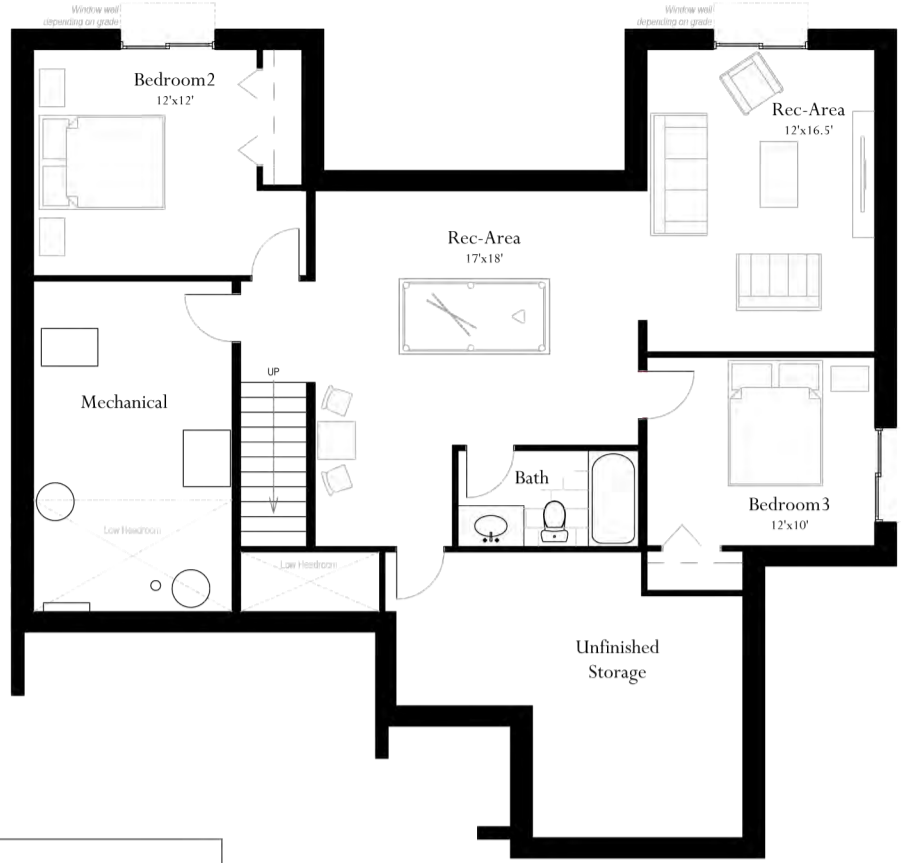 Window well
depending on grade
Window well
depending on grade
Bedroom2
12'x12'
Rec-Area
12'x16.5'
Rec-Area
17'x18'
UP
Mechanical
Bath
Bedroom3
12'x10'
Low Headroom
Low Headroom
Unfinished
Storage